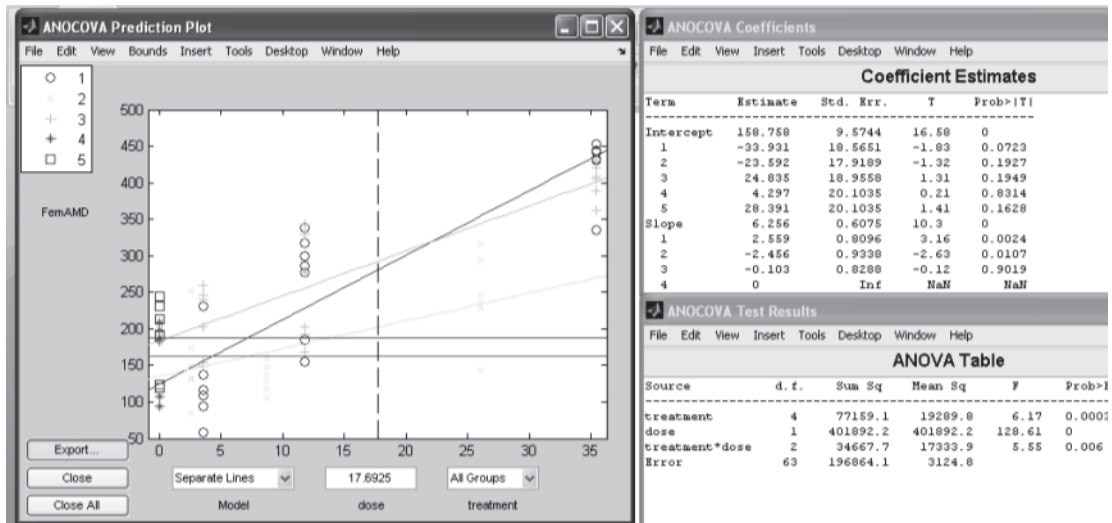 ANOCOVA Prediction Plot
File Edit View Bounds Insert Tools Desktop Window Help
1
2
3
4
5
FemAMD
500
450
400
350
300
250
200
150
100
50
0 5 10 15 20 25 30 35
Export...
Close
Close All
Separate Lines 17.6925 All Groups
Model dose treatment
ANOCOVA Coefficients
File Edit View Insert Tools Desktop Window Help
Coefficient Estimates
Term Estimate Std. Err. T Prob>|T|
Intercept 158.758 9.5744 16.58 0
1 -33.931 18.5651 -1.83 0.0723
2 -23.592 17.9189 -1.32 0.1927
3 24.835 18.9558 1.31 0.1949
4 4.297 20.1035 0.21 0.8314
5 28.391 20.1035 1.41 0.1628
Slope 6.256 0.6075 10.3 0
1 2.559 0.8096 3.16 0.0024
2 -2.456 0.9338 -2.63 0.0107
3 -0.103 0.8288 -0.12 0.9019
4 0 Inf NaN NaN
ANOCOVA Test Results
File Edit View Insert Tools Desktop Window Help
ANOVA Table
Source d.f. Sum Sq Mean Sq F
treatment 4 77159.1 19289.8 6.17 0.0003
dose 1 401892.2 401892.2 128.61 0
treatment*dose 2 34667.7 17333.9 5.55 0.006
Error 63 196864.1 3124.8